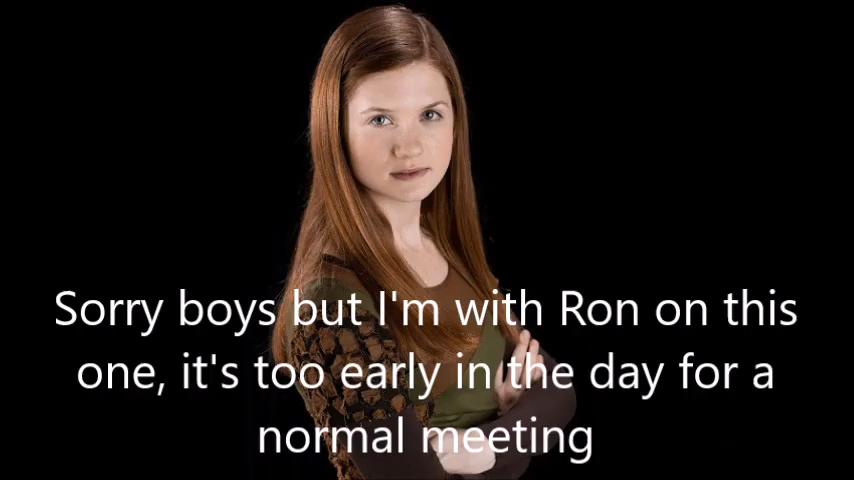 Sorry boys but I'm with Ron on this
one, it's too early in the day for a
normal meeting